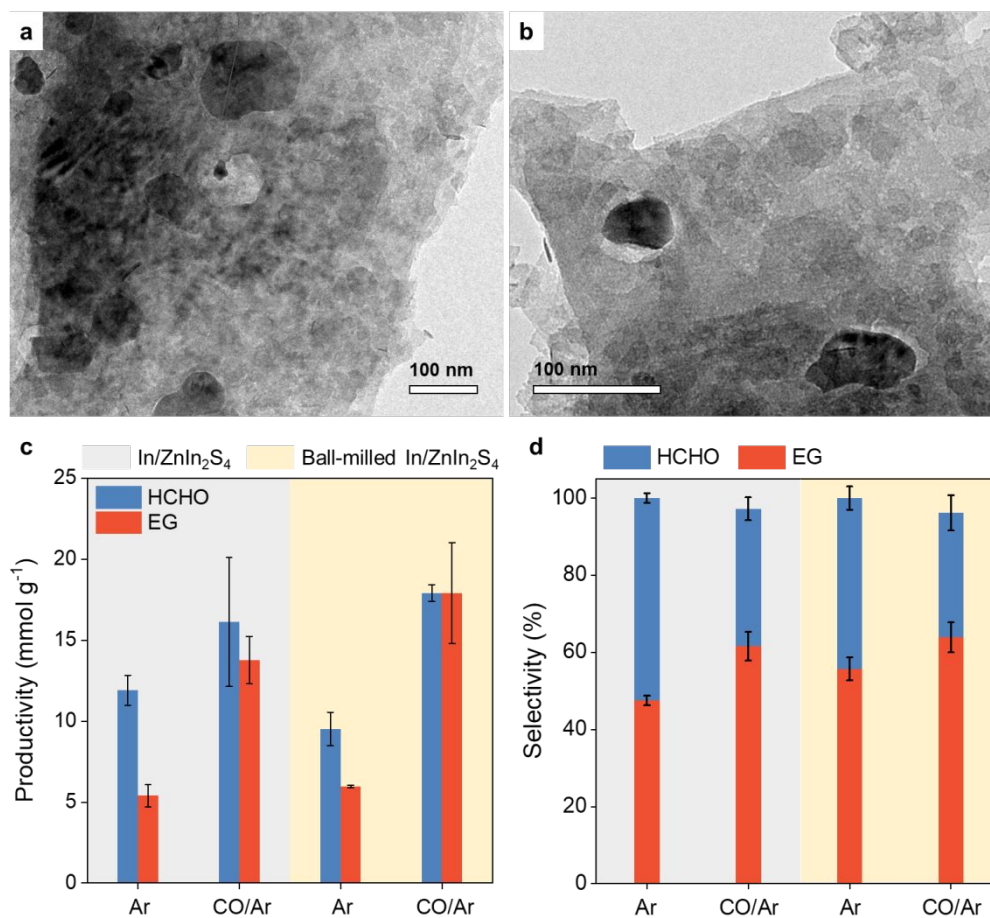 a
b
100 nm
100 nm
c
In/ZnIn₂S₄
Ball-milled In/ZnIn₂S₄
25
20
15
10
5
0
HCHO
EG
Productivity (mmol g⁻¹)
Ar
CO/Ar
Ar
CO/Ar
d
HCHO
EG
100
80
60
40
20
0
Selectivity (%)
Ar
CO/Ar
Ar
CO/Ar